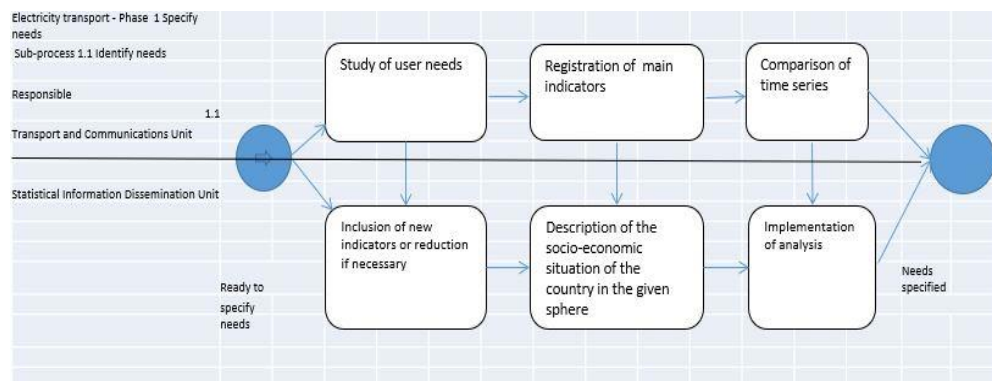 Electricity transport - Phase 1 Specify
needs
Sub-process 1.1 Identify needs
Responsible
1.1
Transport and Communications Unit
Statistical Information Dissemination Unit
Study of user needs
Registration of main
indicators
Comparison of
time series
Inclusion of new
indicators or reduction
if necessary
Description of the
socio-economic
situation of the
country in the given
sphere
Implementation
of analysis
Ready to
specify
needs
Needs
specified